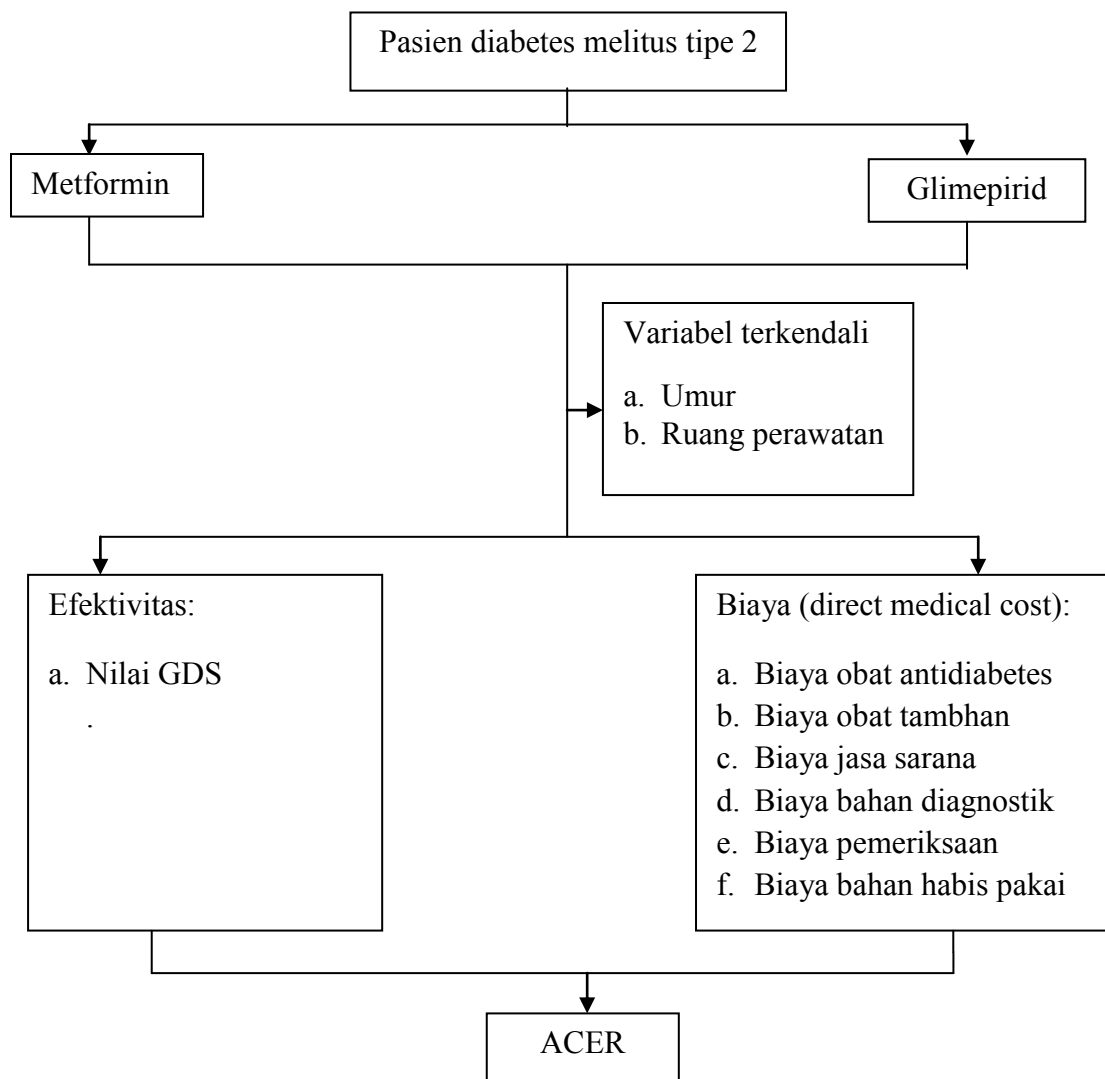 Pasien diabetes melitus tipe 2
Metformin
Glimepirid
Variabel terkendali
a. Umur
b. Ruang perawatan
Efektivitas:
a. Nilai GDS
.
Biaya (direct medical cost):
a. Biaya obat antidiabetes
b. Biaya obat tambhan
c. Biaya jasa sarana
d. Biaya bahan diagnostik
e. Biaya pemeriksaan
f. Biaya bahan habis pakai
ACER